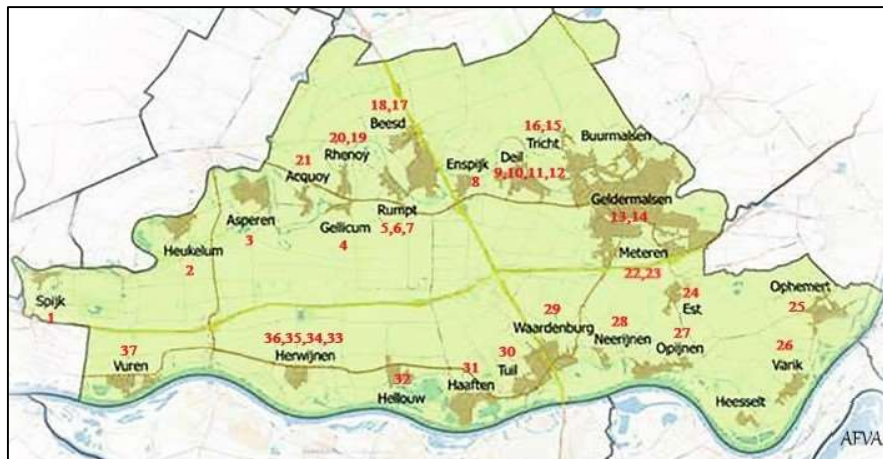 18,17
Beesd
16,15
Tricht
Buurmalsen
20,19
Rhenoy
21
Acquoy
Enspijk
8
Deil
9,10,11,12
Geldermalsen
13,14
Asperen
3
Rumpt
5,6,7
Gellicum
4
Heukelum
2
Meteren
22,23
Spijk
1
24
Est
Ophemert
25
29
Waardenburg
28
Neerijnen
27
Opijnen
26
Varik
36,35,34,33
Herwijnen
37
Vuren
30
Tuil
31
Haaften
32
Hellouw
Heesselt
AFVA